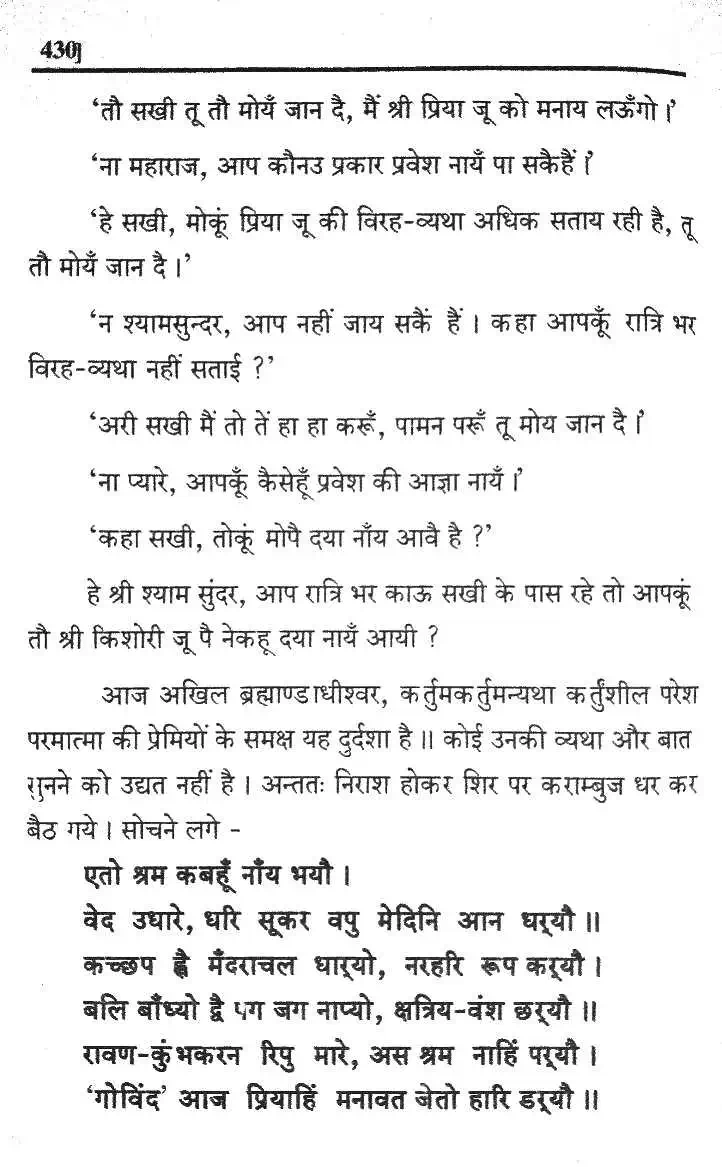 430]
‘तौ सखी तू तौ मोयँ जान दै, मैं श्री प्रिया जू को मनाय लऊँगो।’
‘ना महाराज, आप कौनउ प्रकार प्रवेश नायँ पा सकैहैं।’
‘हे सखी, मोकूं प्रिया जू की विरह-व्यथा अधिक सताय रही है, तू
तौ मोयँ जान दै।’
‘न श्यामसुन्दर, आप नहीं जाय सकैं हैं। कहा आपकूँ रात्रि भर
विरह-व्यथा नहीं सताई ?’
‘अरी सखी मैं तो तें हा हा करूँ, पामन परूँ तू मोय जान दै।’
‘ना प्यारे, आपकूँ कैसेहूँ प्रवेश की आज्ञा नायँ।’
‘कहा सखी, तोकूं मोपै दया नाँय आवै है ?’
हे श्री श्याम सुंदर, आप रात्रि भर काऊ सखी के पास रहे तो आपकूं
तौ श्री किशोरी जू पै नेकहू दया नायँ आयी ?
आज अखिल ब्रह्माण्डाधीश्वर, कर्तुमकर्तुमन्यथा कर्तुंशील परेश
परमात्मा की प्रेमियों के समक्ष यह दुर्दशा है॥ कोई उनकी व्यथा और बात
सुनने को उद्यत नहीं है। अन्ततः निराश होकर शिर पर कराम्बुज धर कर
बैठ गये। सोचने लगे -
एतो श्रम कबहूँ नाँय भयौ।
वेद उधारे, धरि सूकर वपु मेदिनि आन धर्‌यौ॥
कच्छप ह्वै मँदराचल धार्‌यो, नरहरि रूप कर्‌यौ।
बलि बाँध्यो द्वै पग जग नाप्यो, क्षत्रिय-वंश छर्‌यौ॥
रावण-कुंभकरन रिपु मारे, अस श्रम नाहिं पर्‌यौ।
‘गोविंद’ आज प्रियाहिं मनावत जेतो हारि डर्‌यौ॥